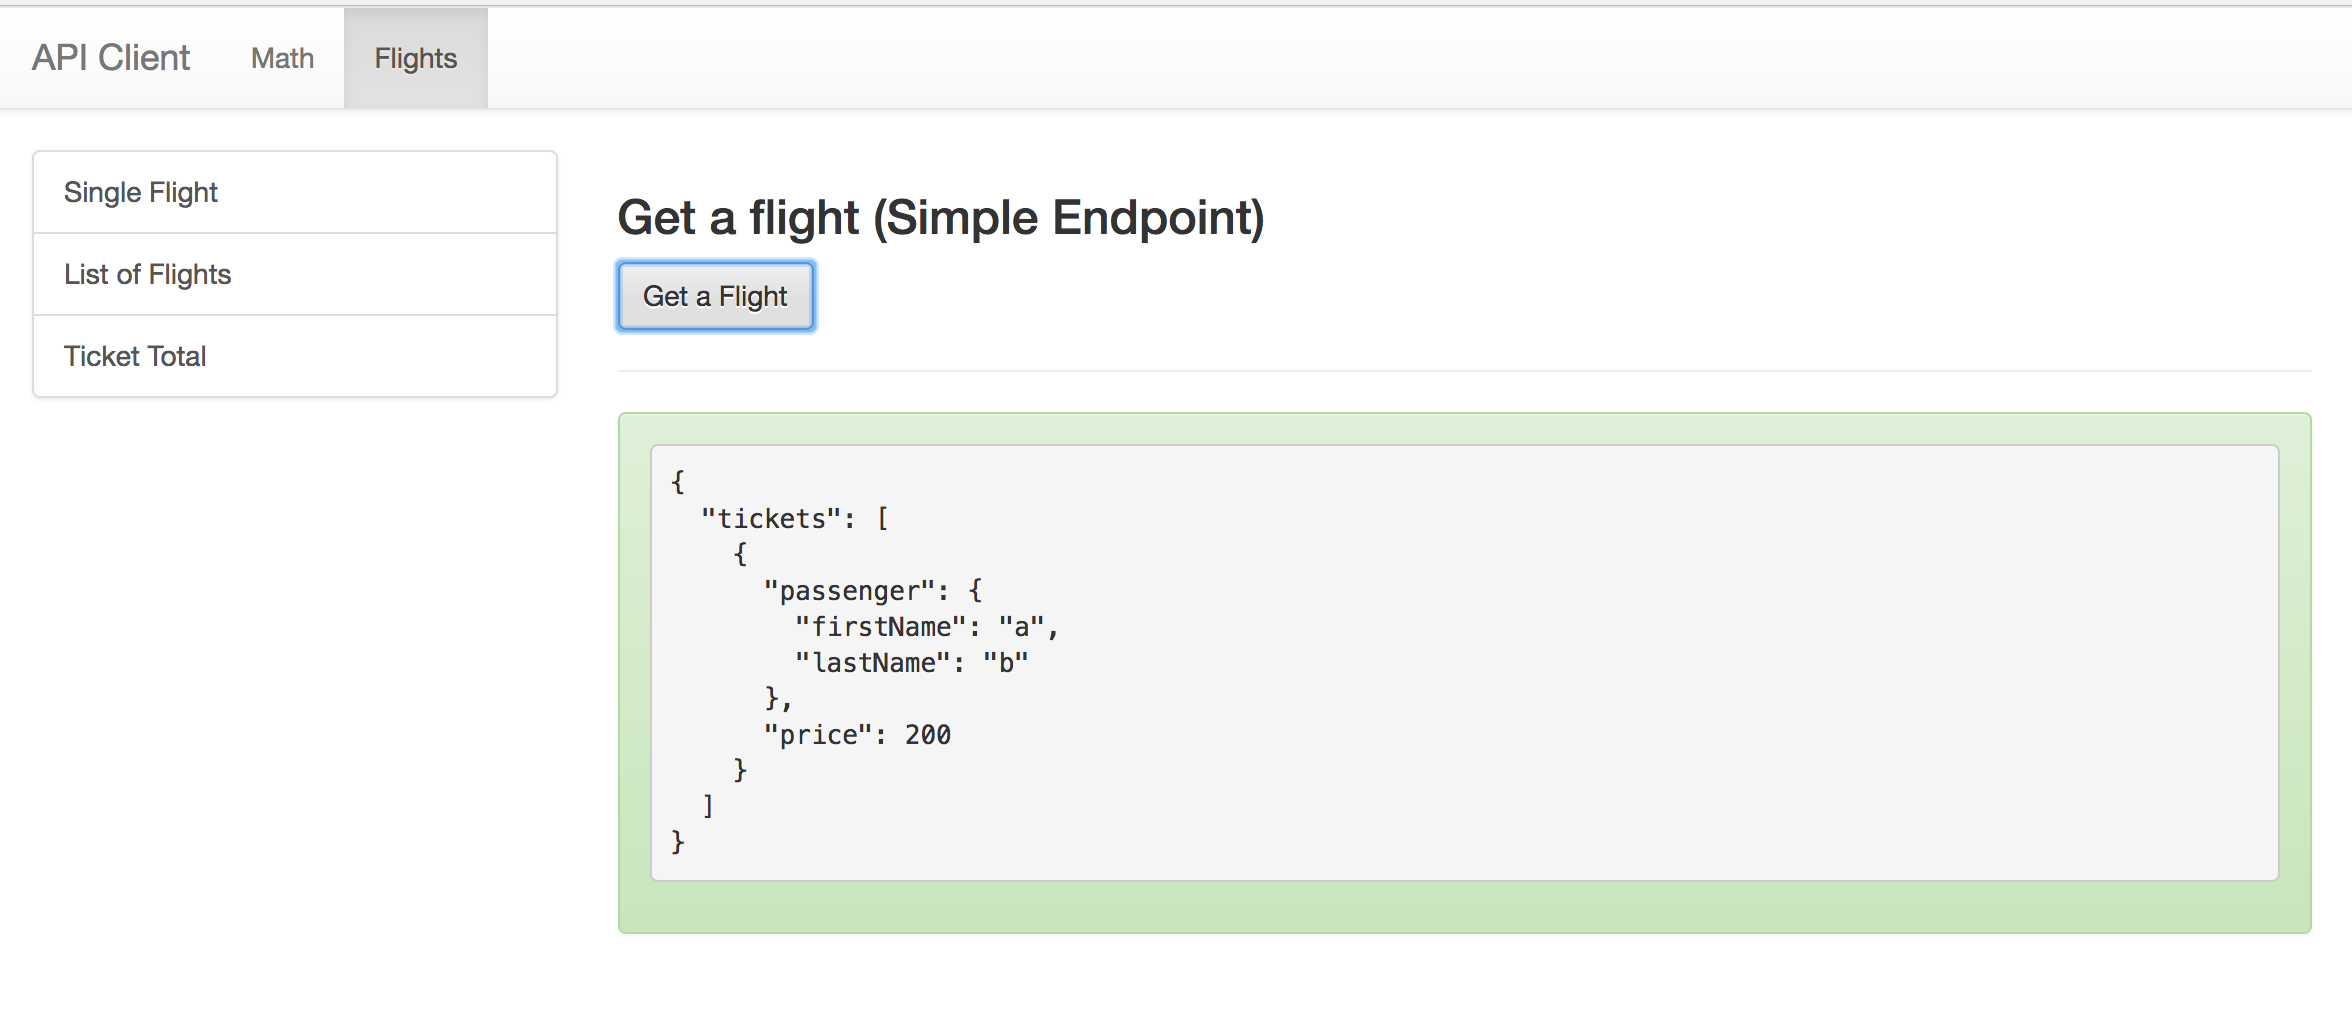 API Client Math Flights
Single Flight
List of Flights
Ticket Total
Get a flight (Simple Endpoint)
Get a Flight
{
  "tickets": [
    {
      "passenger": {
        "firstName": "a",
        "lastName": "b"
      },
      "price": 200
    }
  ]
}